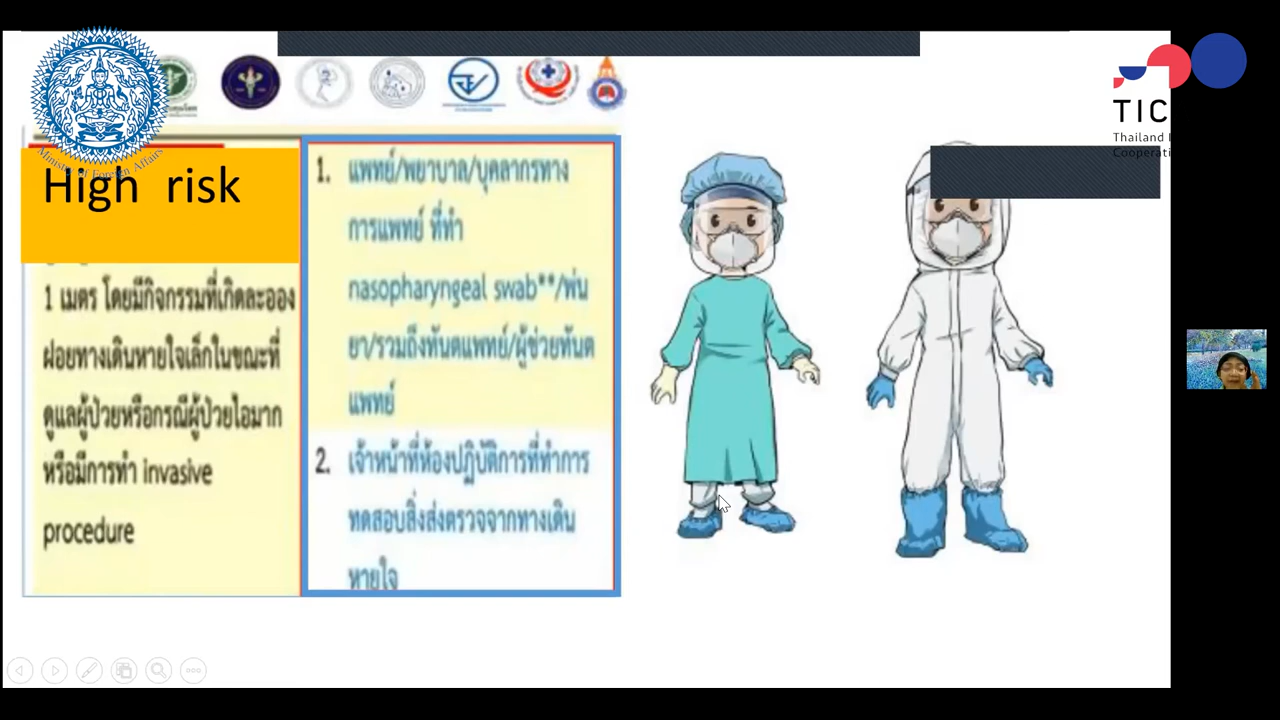 Ministry of Foreign Affairs
TIC
Thailand
Cooperati
High risk
1 เมตร โดยมีกิจกรรมที่เกิดละออง
ฝอยทางเดินหายใจเล็กในขณะที่
ดูแลผู้ป่วยหรือกรณีผู้ป่วยไอมาก
หรือมีการทำ invasive
procedure
1. แพทย์/พยาบาล/บุคลากรทาง
การแพทย์ ที่ทำ
nasopharyngeal swab**/พ่น
ยา/รวมถึงทันตแพทย์/ผู้ช่วยทันต
แพทย์
2. เจ้าหน้าที่ห้องปฏิบัติการที่ทำการ
ทดสอบสิ่งส่งตรวจจากทางเดิน
หายใจ